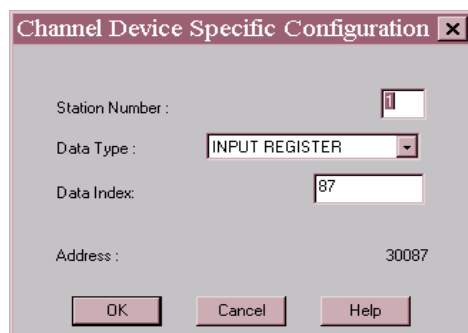 Channel Device Specific Configuration
Station Number : 1
Data Type : INPUT REGISTER
Data Index: 87
Address : 30087
OK Cancel Help